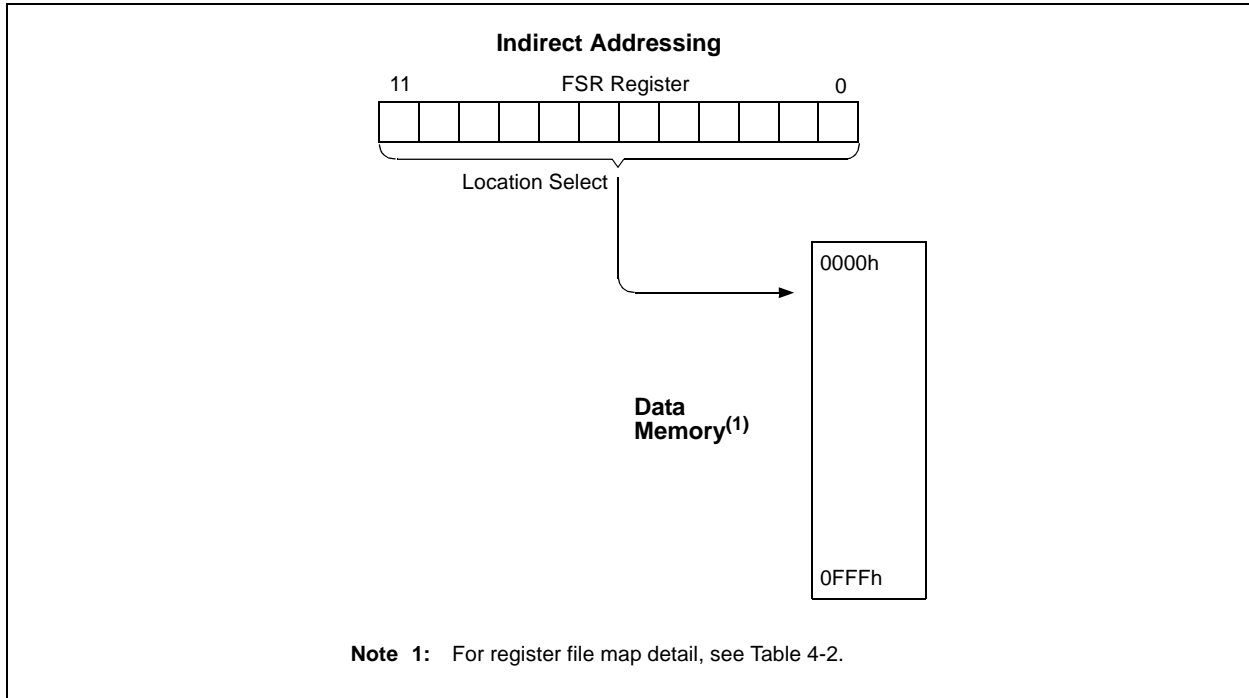 Indirect Addressing
11 FSR Register 0
Location Select
0000h
Data
Memory(1)
0FFFh
Note 1: For register file map detail, see Table 4-2.